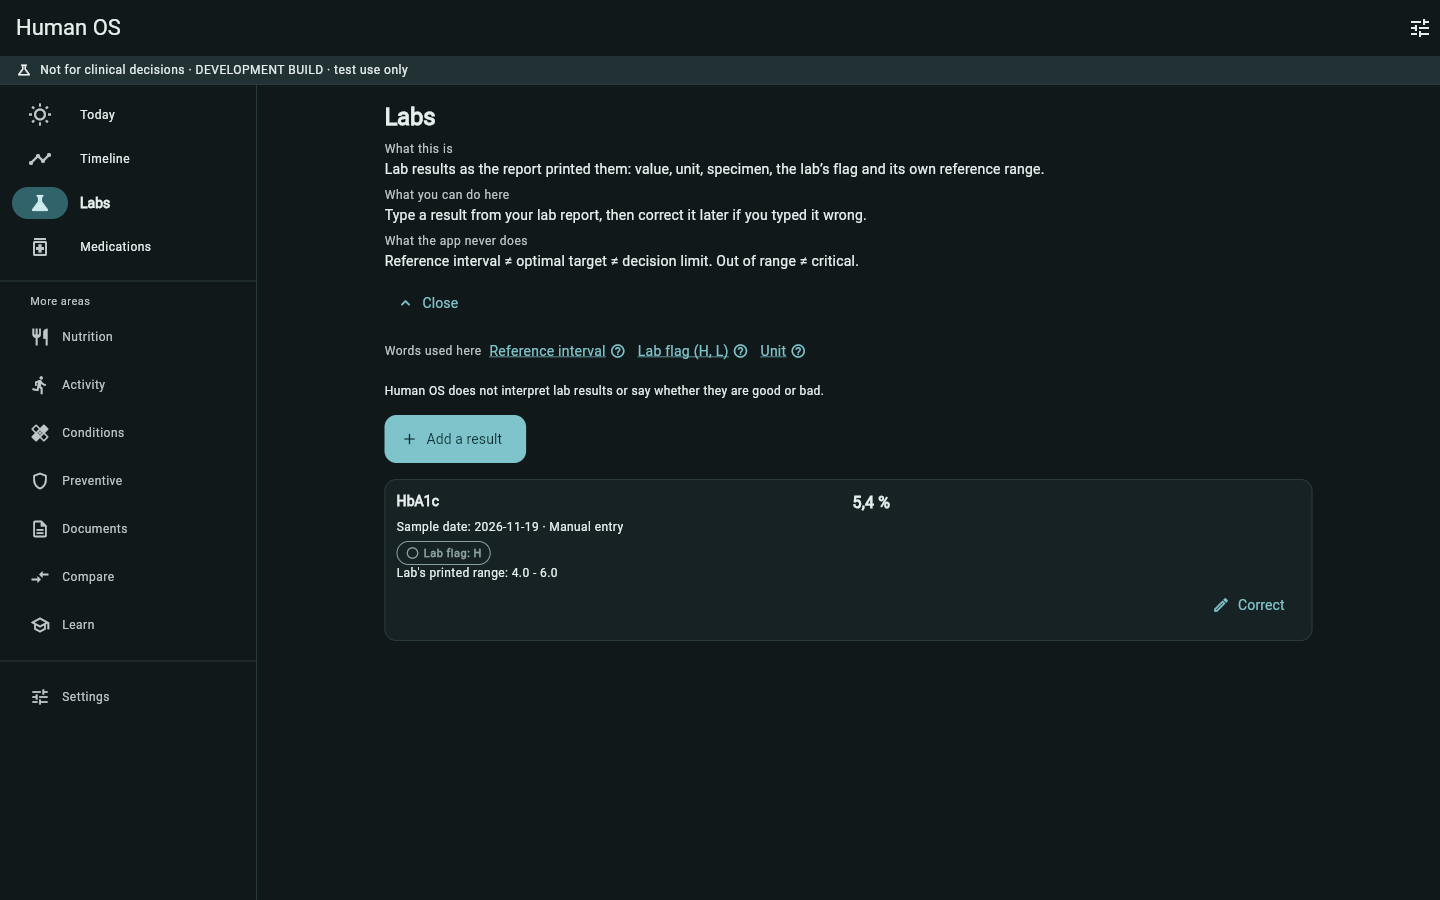 Human OS
Not for clinical decisions · DEVELOPMENT BUILD · test use only
Today
Timeline
Labs
Medications
More areas
Nutrition
Activity
Conditions
Preventive
Documents
Compare
Learn
Settings
Labs
What this is
Lab results as the report printed them: value, unit, specimen, the lab’s flag and its own reference range.
What you can do here
Type a result from your lab report, then correct it later if you typed it wrong.
What the app never does
Reference interval ≠ optimal target ≠ decision limit. Out of range ≠ critical.
Close
Words used here Reference interval Lab flag (H, L) Unit
Human OS does not interpret lab results or say whether they are good or bad.
Add a result
HbA1c 5,4 %
Sample date: 2026-11-19 · Manual entry
Lab flag: H
Lab's printed range: 4.0 - 6.0
Correct